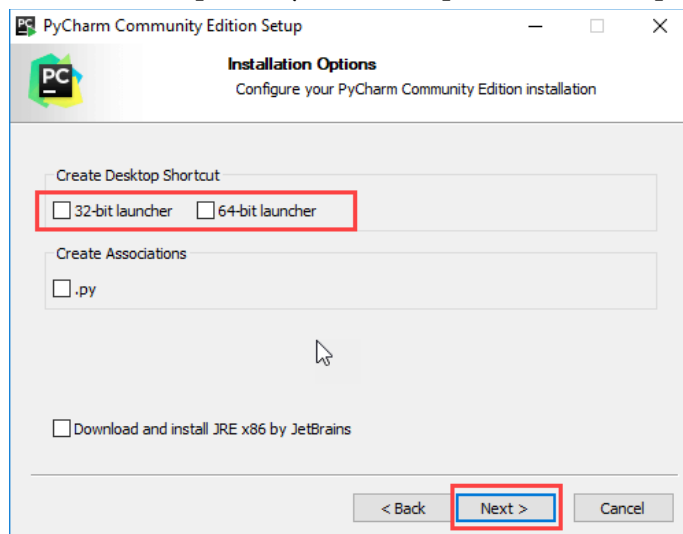 PC PyCharm Community Edition Setup
PC
Installation Options
Configure your PyCharm Community Edition installation
Create Desktop Shortcut
32-bit launcher 64-bit launcher
Create Associations
.py
Download and install JRE x86 by JetBrains
< Back Next > Cancel